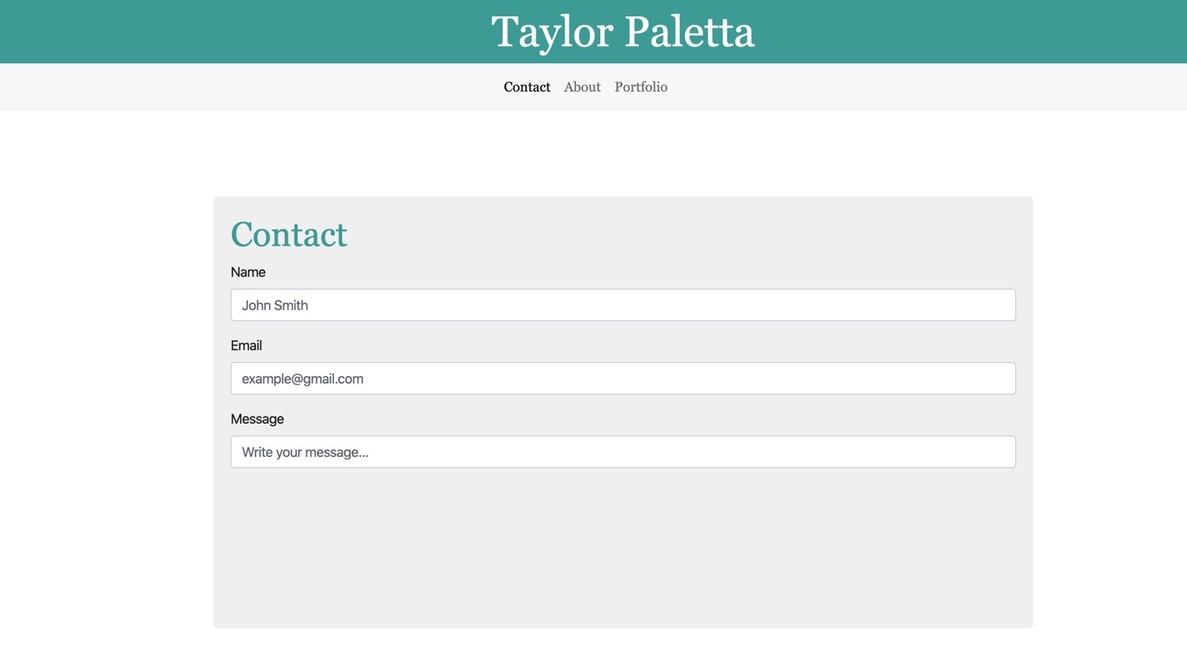 Taylor Paletta
Contact About Portfolio
Contact
Name
John Smith
Email
example@gmail.com
Message
Write your message...